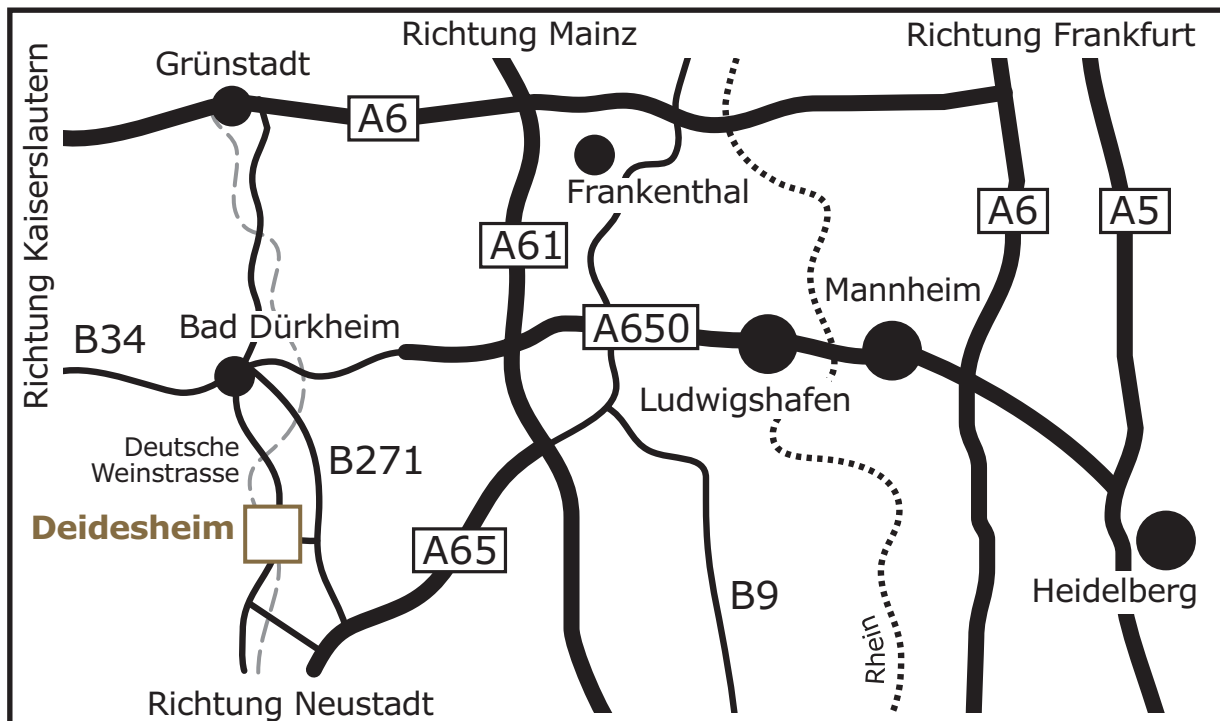 Richtung Mainz
Richtung Frankfurt
Grünstadt
A6
Frankenthal
Richtung Kaiserslautern
A61
A6
A5
Mannheim
B34
Bad Dürkheim
A650
Ludwigshafen
Deutsche
Weinstrasse
B271
Deidesheim
A65
B9
Rhein
Heidelberg
Richtung Neustadt